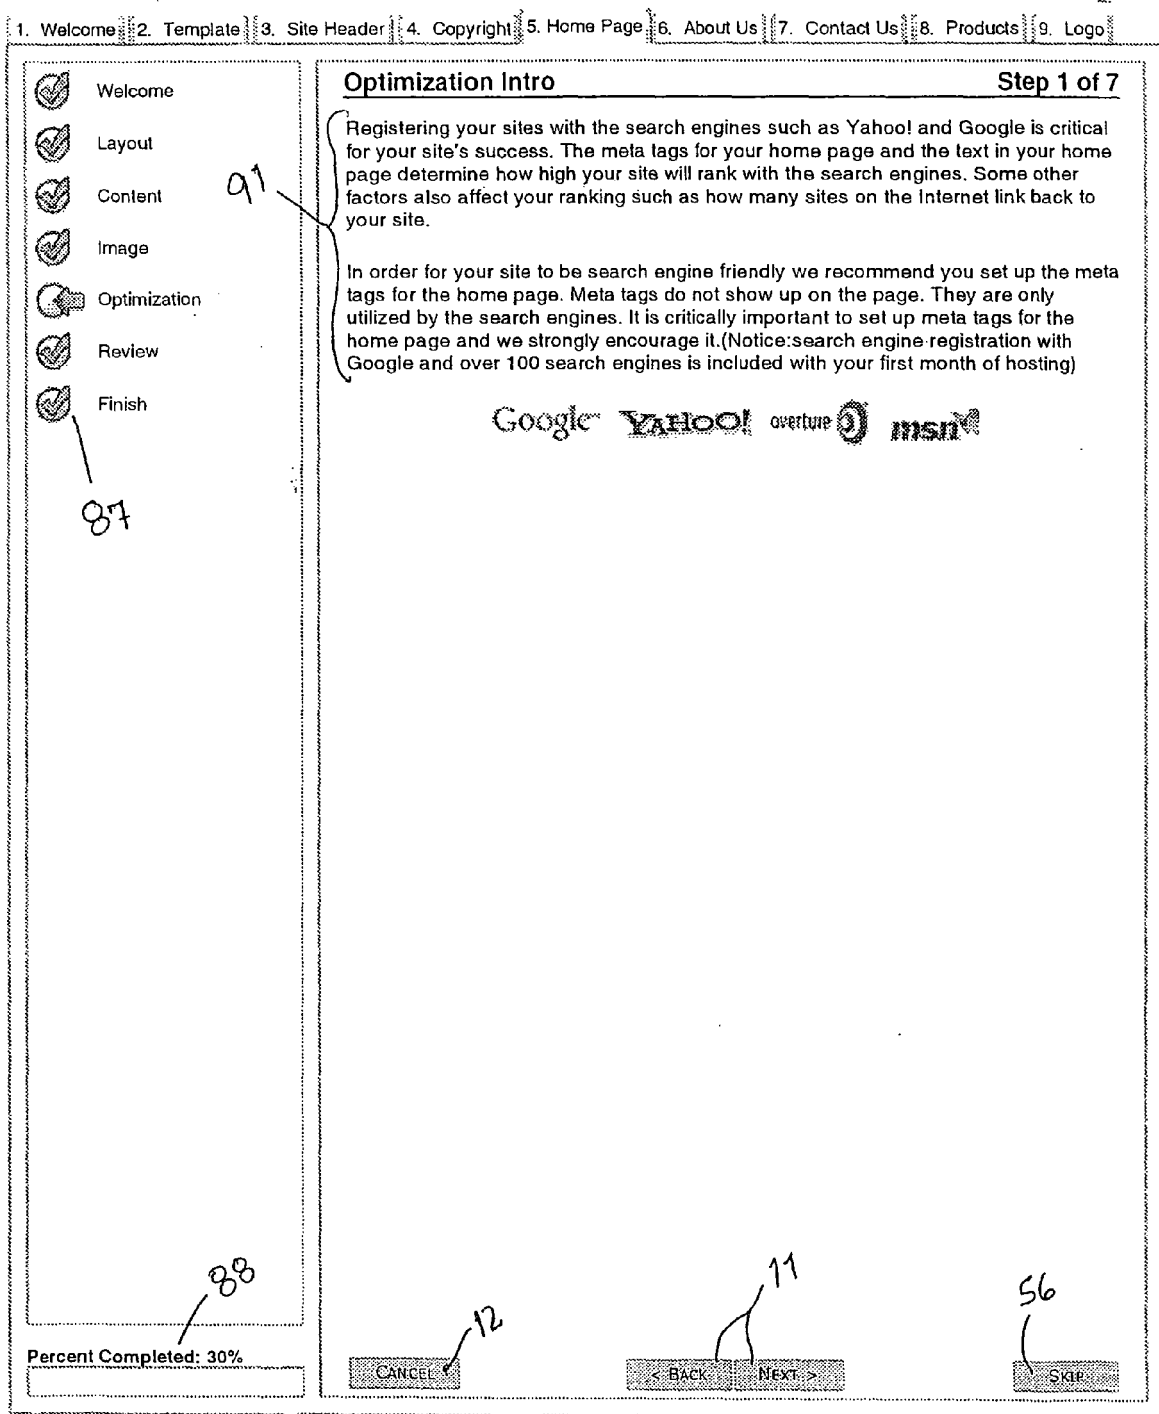 1. Welcome 2. Template 3. Site Header 4. Copyright 5. Home Page 6. About Us 7. Contact Us 8. Products 9. Logo
Welcome
Layout
Content
Image
Optimization
Review
Finish
87
91
Optimization Intro Step 1 of 7
Registering your sites with the search engines such as Yahoo! and Google is critical
for your site's success. The meta tags for your home page and the text in your home
page determine how high your site will rank with the search engines. Some other
factors also affect your ranking such as how many sites on the Internet link back to
your site.
In order for your site to be search engine friendly we recommend you set up the meta
tags for the home page. Meta tags do not show up on the page. They are only
utilized by the search engines. It is critically important to set up meta tags for the
home page and we strongly encourage it.(Notice:search engine registration with
Google and over 100 search engines is included with your first month of hosting)
Google YAHOO! overture msn
88
12
11
56
Percent Completed: 30%
CANCEL < BACK NEXT > SKIP